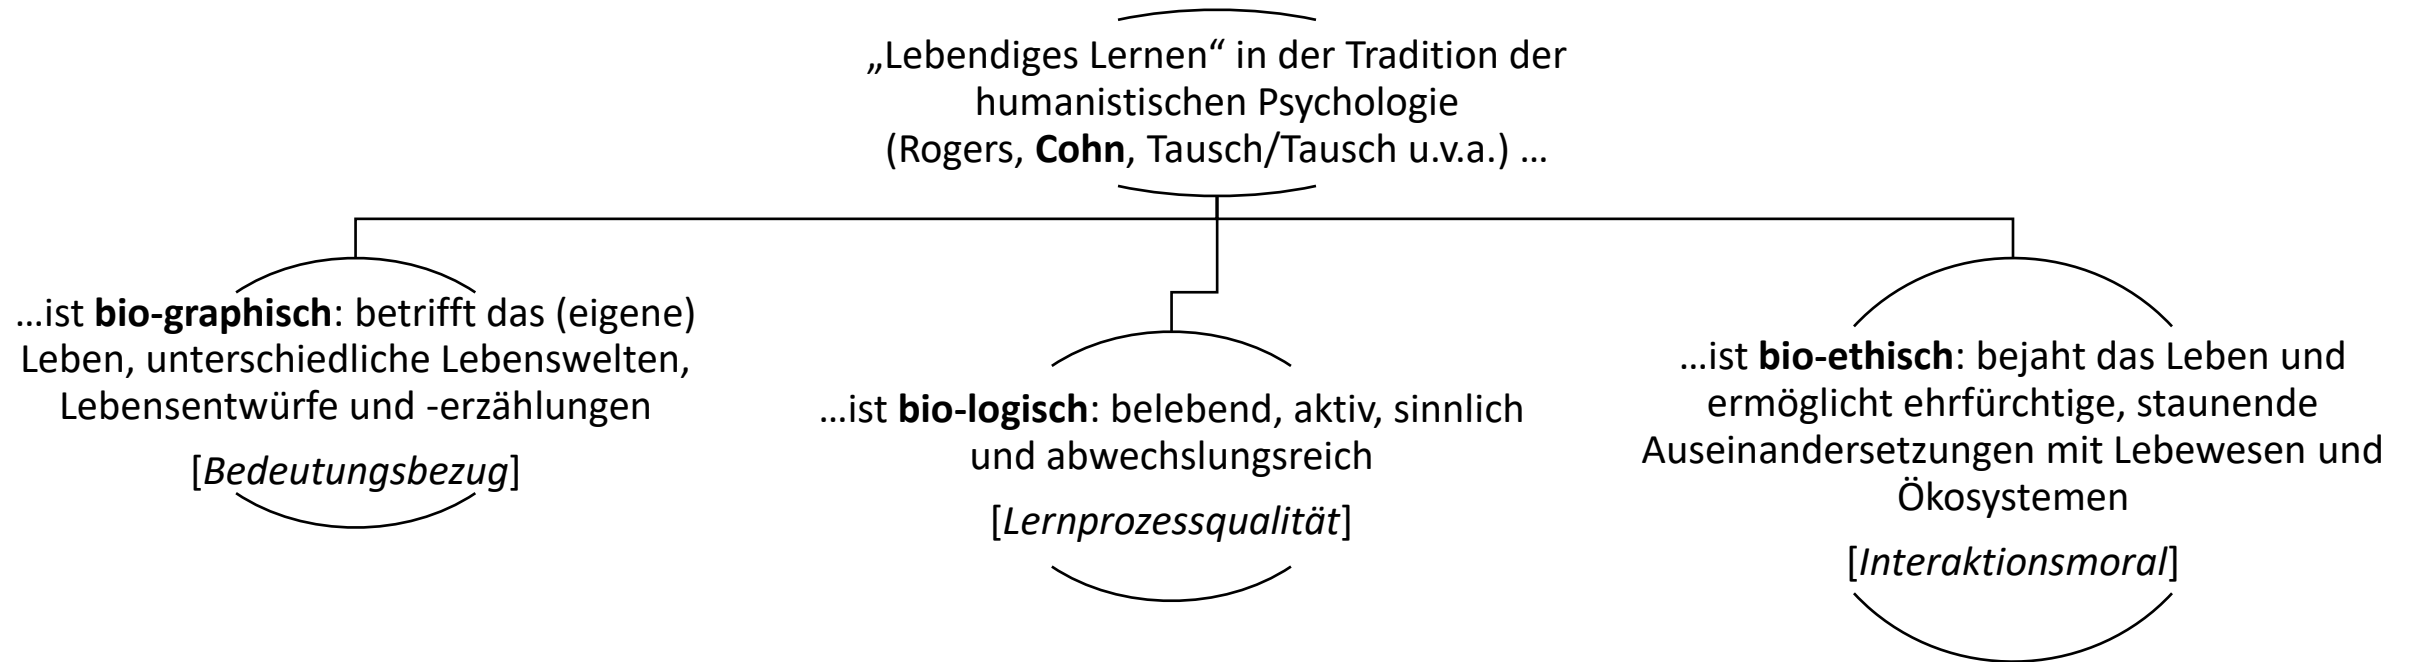 „Lebendiges Lernen“ in der Tradition der
humanistischen Psychologie
(Rogers, Cohn, Tausch/Tausch u.v.a.) …
…ist bio-graphisch: betrifft das (eigene)
Leben, unterschiedliche Lebenswelten,
Lebensentwürfe und -erzählungen
[Bedeutungsbezug]
…ist bio-logisch: belebend, aktiv, sinnlich
und abwechslungsreich
[Lernprozessqualität]
…ist bio-ethisch: bejaht das Leben und
ermöglicht ehrfürchtige, staunende
Auseinandersetzungen mit Lebewesen und
Ökosystemen
[Interaktionsmoral]